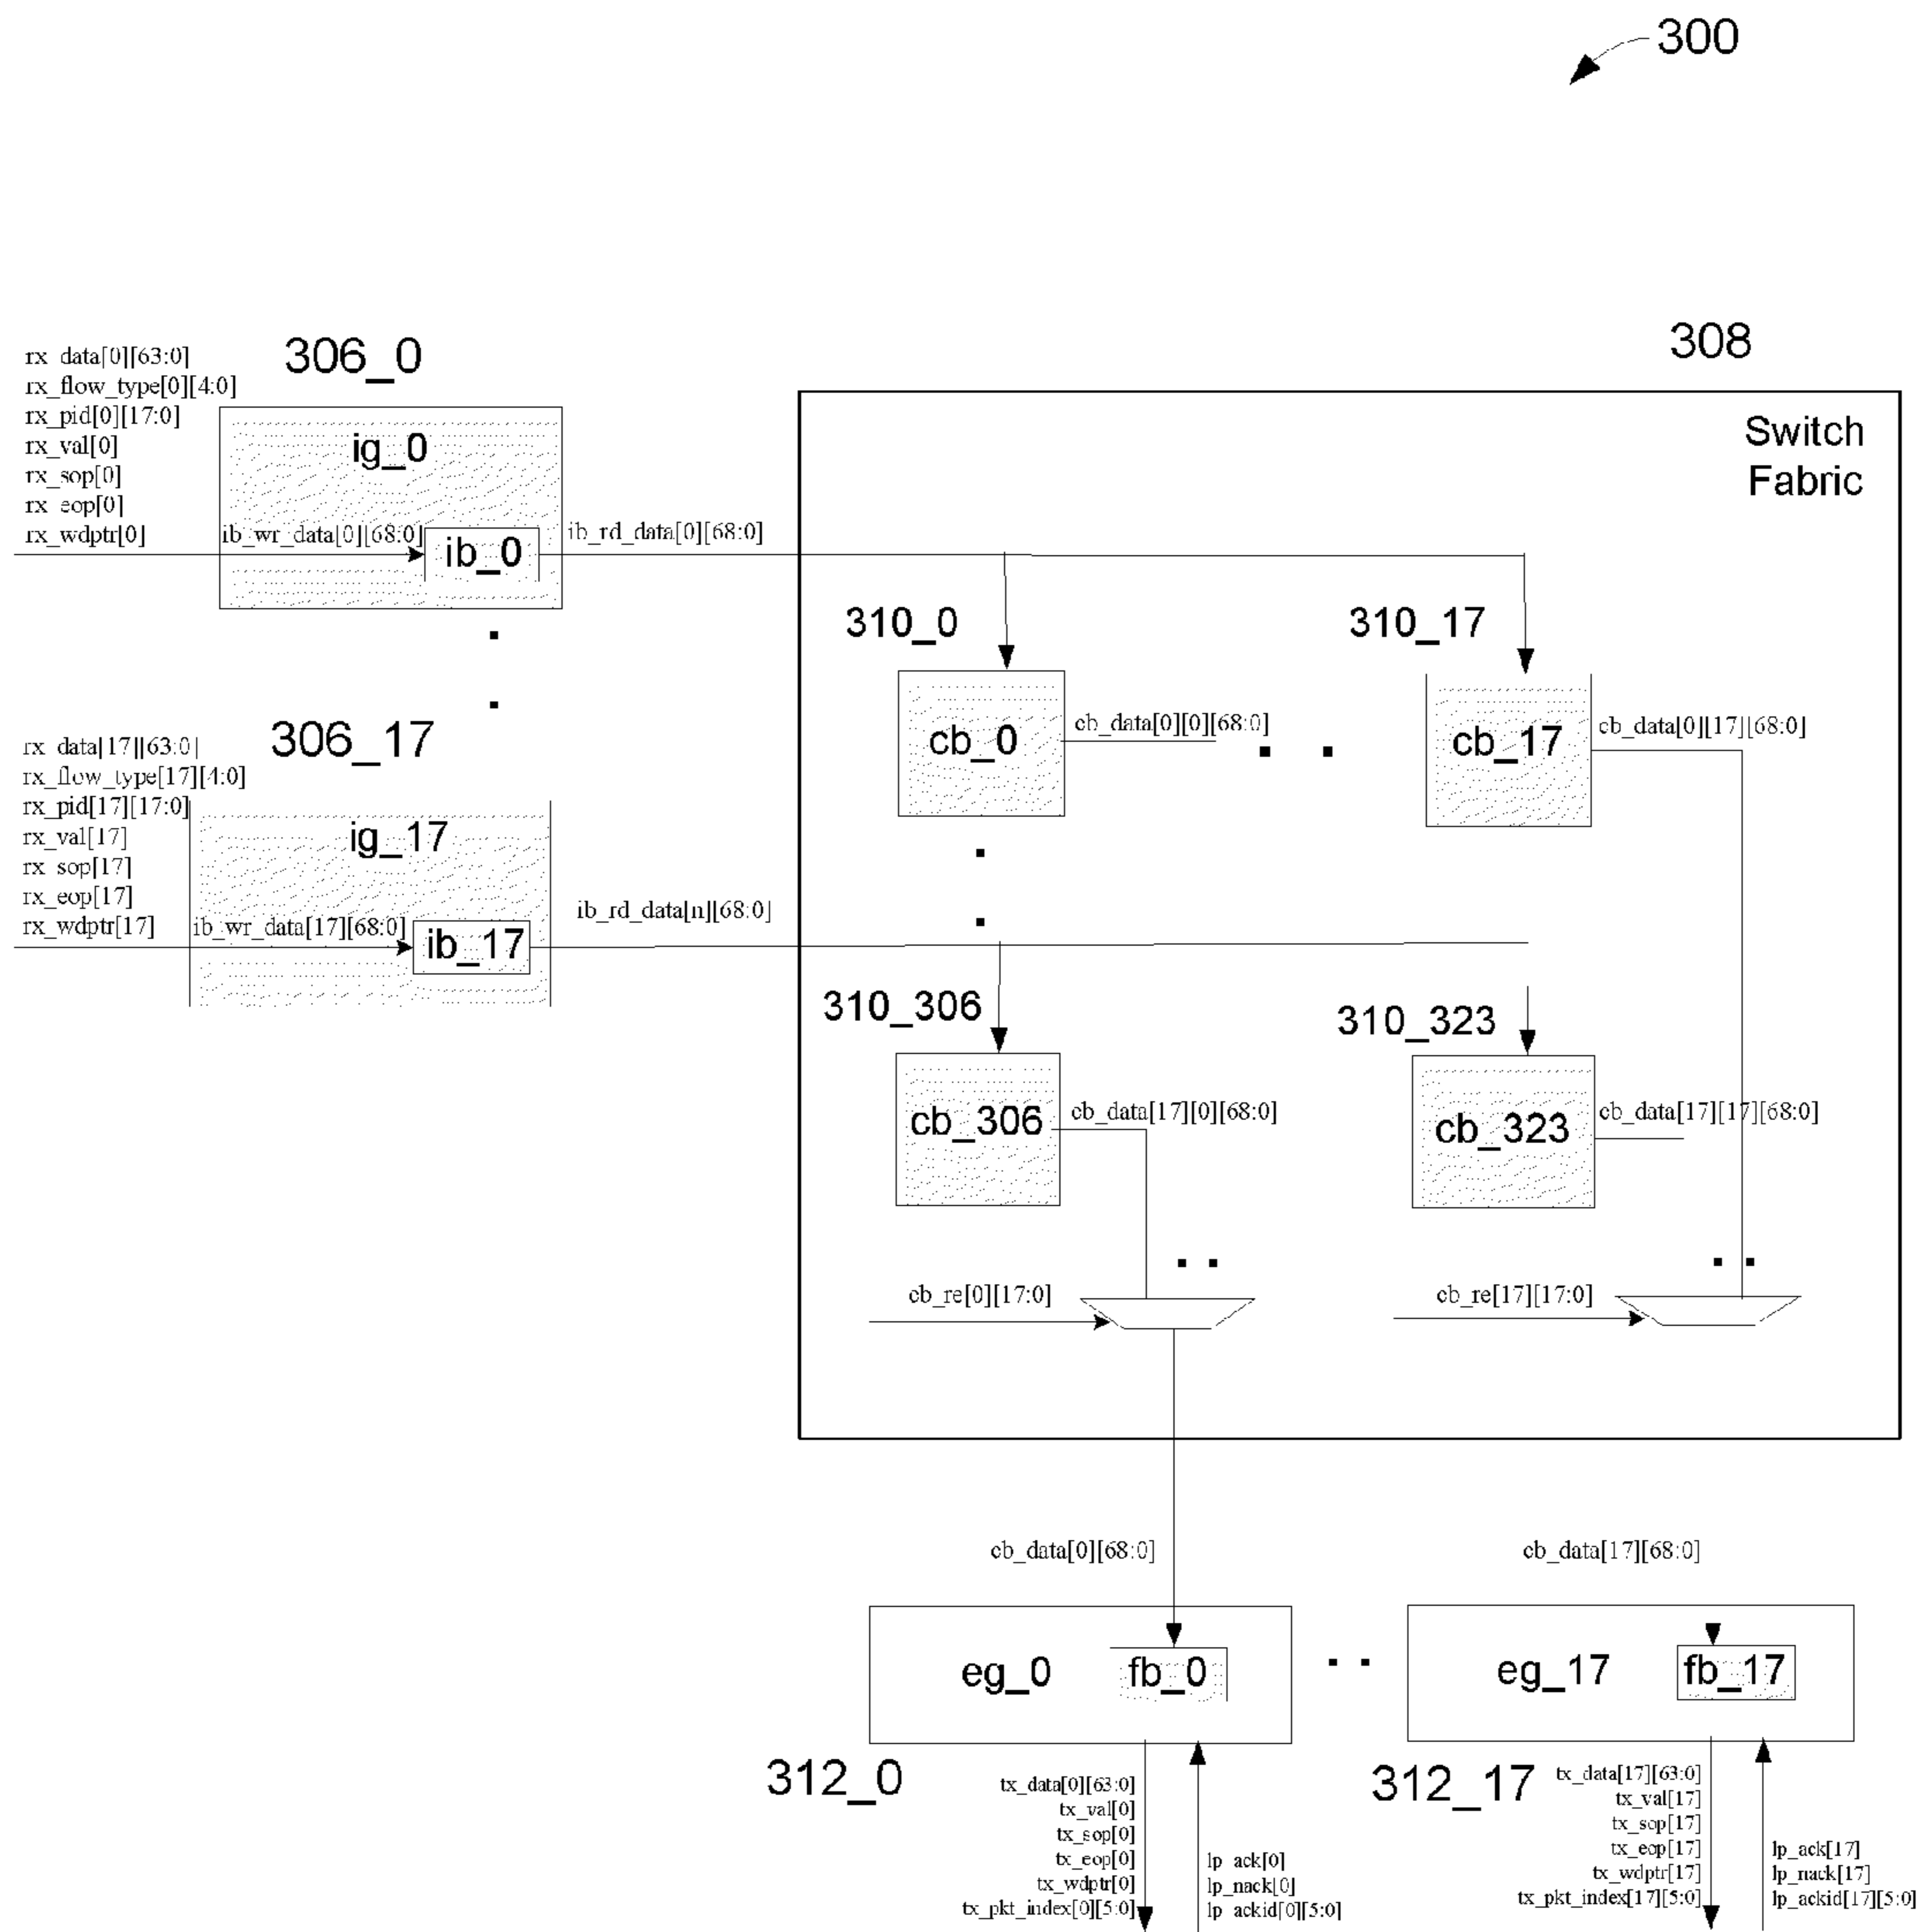 300
306_0
rx_data[0][63:0]
rx_flow_type[0][4:0]
rx_pid[0][17:0]
rx_val[0]
rx_sop[0]
rx_eop[0]
rx_wdptr[0]
ig_0
ib_wr_data[0][68:0]
ib_0
ib_rd_data[0][68:0]
306_17
rx_data[17][63:0]
rx_flow_type[17][4:0]
rx_pid[17][17:0]
rx_val[17]
rx_sop[17]
rx_eop[17]
rx_wdptr[17]
ig_17
ib_wr_data[17][68:0]
ib_17
ib_rd_data[n][68:0]
308
Switch
Fabric
310_0
310_17
cb_0
cb_data[0][0][68:0]
cb_17
cb_data[0][17][68:0]
310_306
310_323
cb_306
cb_data[17][0][68:0]
cb_323
cb_data[17][17][68:0]
cb_re[0][17:0]
cb_re[17][17:0]
cb_data[0][68:0]
cb_data[17][68:0]
eg_0
fb_0
eg_17
fb_17
312_0
tx_data[0][63:0]
tx_val[0]
tx_sop[0]
tx_eop[0]
tx_wdptr[0]
tx_pkt_index[0][5:0]
lp_ack[0]
lp_nack[0]
lp_ackid[0][5:0]
312_17
tx_data[17][63:0]
tx_val[17]
tx_sop[17]
tx_eop[17]
tx_wdptr[17]
tx_pkt_index[17][5:0]
lp_ack[17]
lp_nack[17]
lp_ackid[17][5:0]